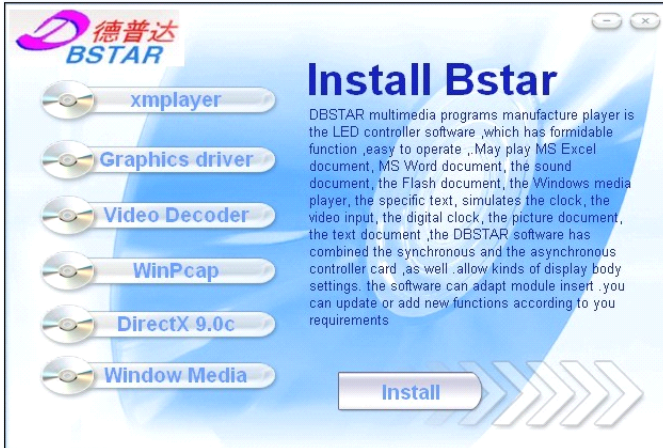 德普达
BSTAR
xmplayer
Graphics driver
Video Decoder
WinPcap
DirectX 9.0c
Window Media
Install Bstar
DBSTAR multimedia programs manufacture player is
the LED controller software ,which has formidable
function ,easy to operate ,.May play MS Excel
document, MS Word document, the sound
document, the Flash document, the Windows media
player, the specific text, simulates the clock, the
video input, the digital clock, the picture document,
the text document ,the DBSTAR software has
combined the synchronous and the asynchronous
controller card ,as well .allow kinds of display body
settings. the software can adapt module insert .you
can update or add new functions according to you
requirements
Install